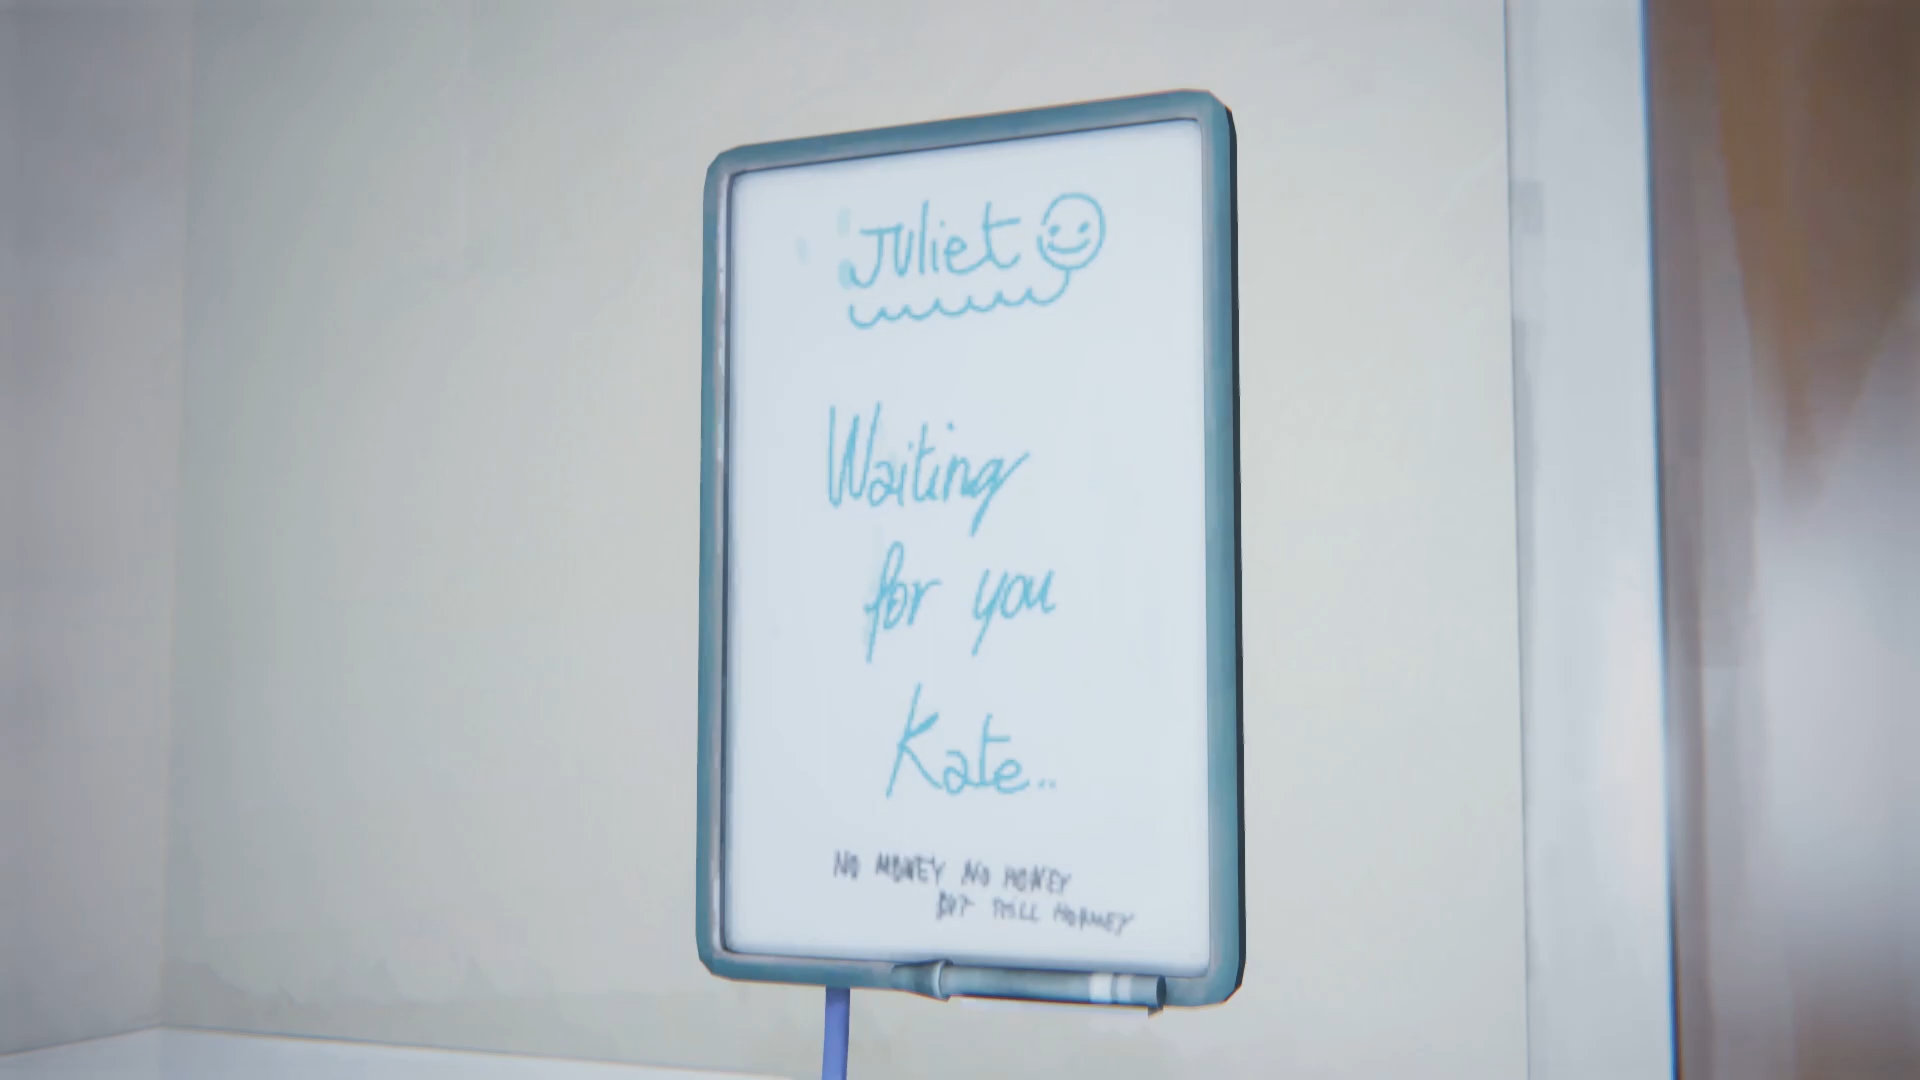 Juliet
Waiting
for you
Kate..
NO MONEY NO HONEY
BUT STILL HORNEY